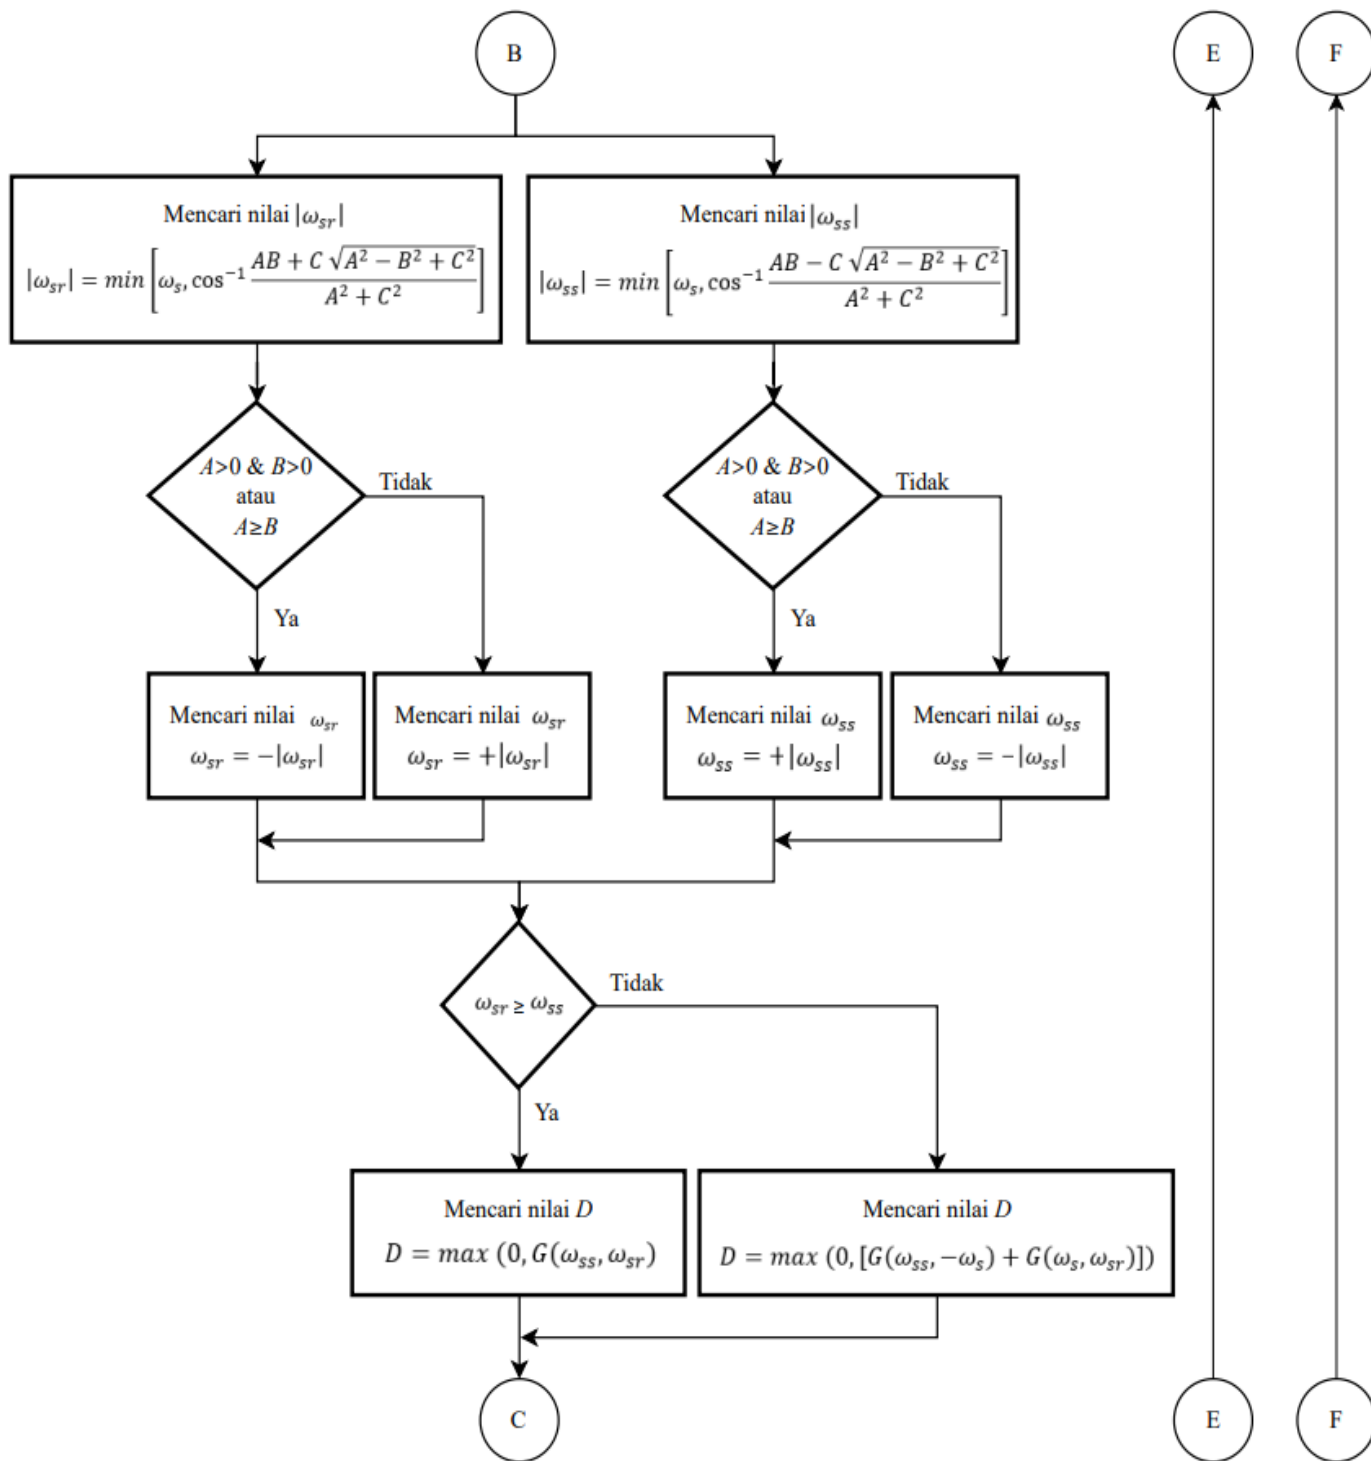 B
E
F
Mencari nilai |ω_sr|
|ω_sr| = min [ω_s, cos⁻¹ (AB + C √(A² − B² + C²)) / (A² + C²)]
Mencari nilai |ω_ss|
|ω_ss| = min [ω_s, cos⁻¹ (AB − C √(A² − B² + C²)) / (A² + C²)]
A>0 & B>0
atau
A≥B
Tidak
Ya
A>0 & B>0
atau
A≥B
Tidak
Ya
Mencari nilai ω_sr
ω_sr = −|ω_sr|
Mencari nilai ω_sr
ω_sr = +|ω_sr|
Mencari nilai ω_ss
ω_ss = +|ω_ss|
Mencari nilai ω_ss
ω_ss = −|ω_ss|
ω_sr ≥ ω_ss
Tidak
Ya
Mencari nilai D
D = max (0, G(ω_ss, ω_sr)
Mencari nilai D
D = max (0, [G(ω_ss, −ω_s) + G(ω_s, ω_sr)])
C
E
F